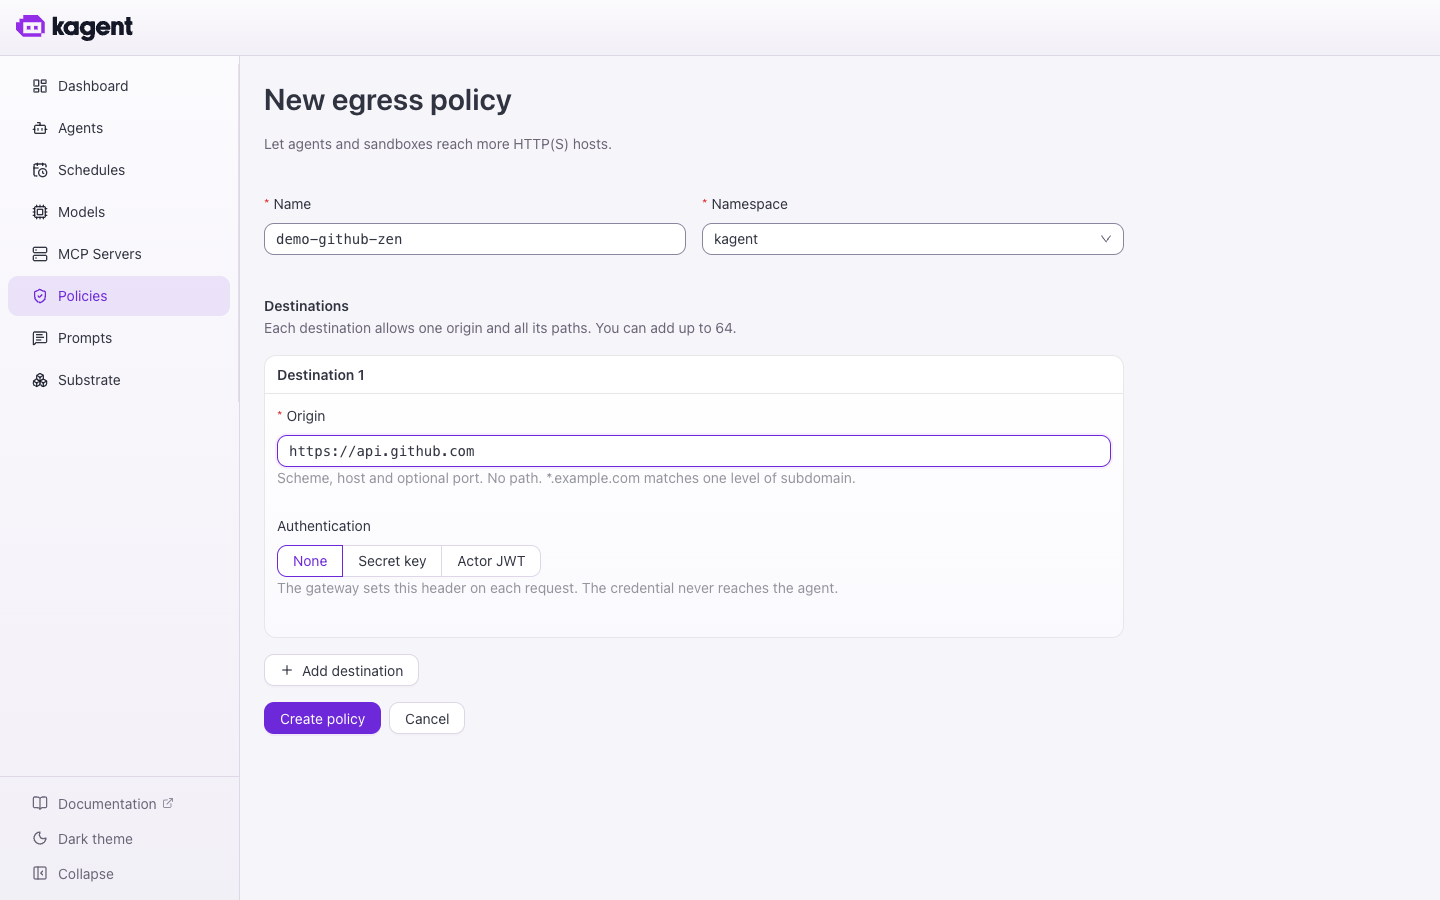 kagent
Dashboard
Agents
Schedules
Models
MCP Servers
Policies
Prompts
Substrate
Documentation
Dark theme
Collapse
New egress policy
Let agents and sandboxes reach more HTTP(S) hosts.
* Name
demo-github-zen
* Namespace
kagent
Destinations
Each destination allows one origin and all its paths. You can add up to 64.
Destination 1
* Origin
https://api.github.com
Scheme, host and optional port. No path. *.example.com matches one level of subdomain.
Authentication
None Secret key Actor JWT
The gateway sets this header on each request. The credential never reaches the agent.
+ Add destination
Create policy Cancel